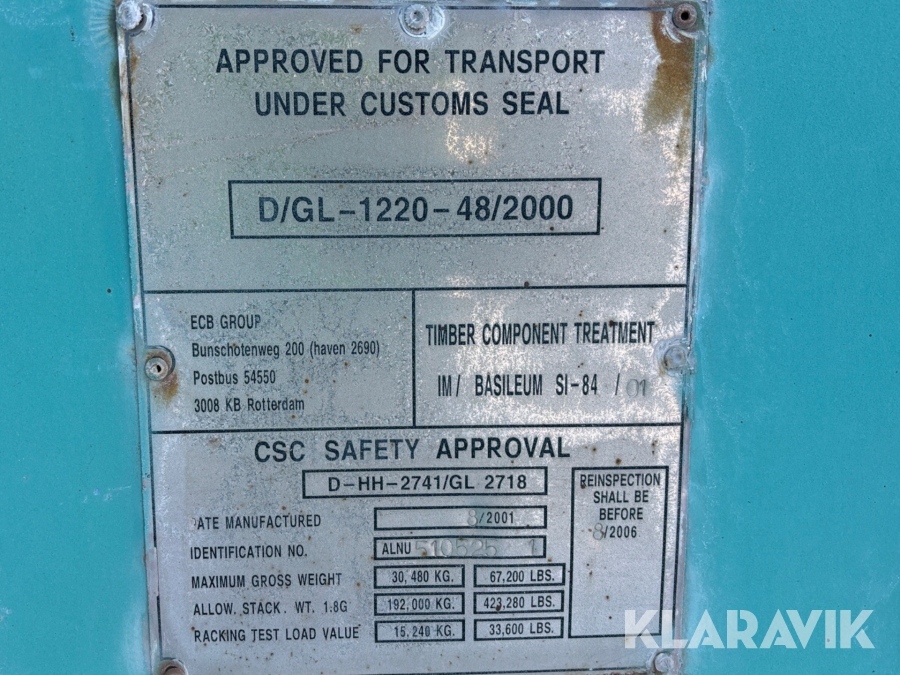 APPROVED FOR TRANSPORT
UNDER CUSTOMS SEAL
D/GL-1220-48/2000
ECB GROUP
Bunschotenweg 200 (haven 2690)
Postbus 54550
3008 KB Rotterdam
TIMBER COMPONENT TREATMENT
IM/ BASILEUM SI-84 /01
CSC SAFETY APPROVAL
D-HH-2741/GL 2718
DATE MANUFACTURED 8/2001
IDENTIFICATION NO. ALNU 510525 1
MAXIMUM GROSS WEIGHT 30,480 KG. 67,200 LBS.
ALLOW. STACK. WT. 1.8G 192,000 KG. 423,280 LBS.
RACKING TEST LOAD VALUE 15,240 KG. 33,600 LBS.
REINSPECTION
SHALL BE
BEFORE
8/2006
KLARAVIK